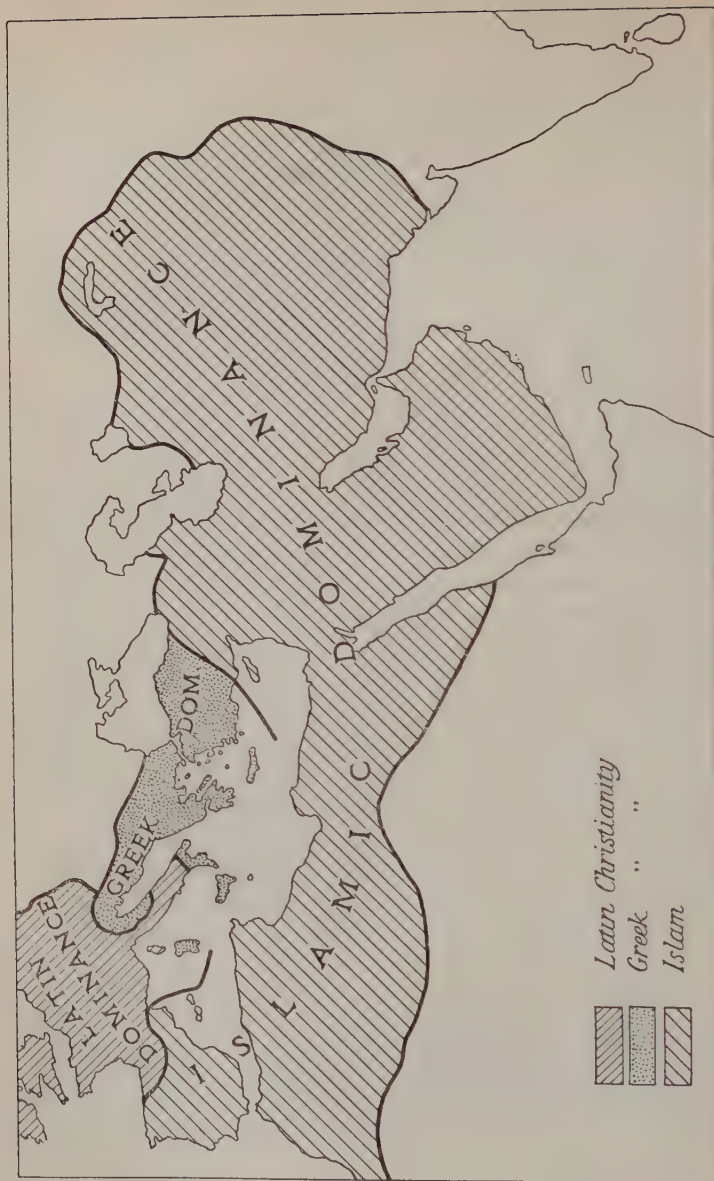 LATIN
DOMINANCE
GREEK DOM.
ISLAMIC DOMINANCE
Latin Christianity
Greek " "
Islam